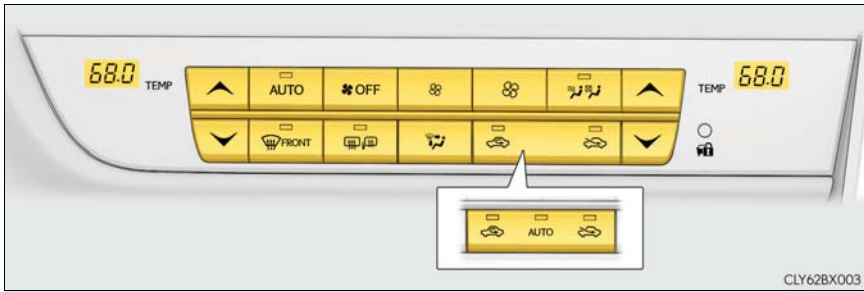 68.0 TEMP AUTO OFF TEMP 68.0
FRONT
AUTO
CLY62BX003